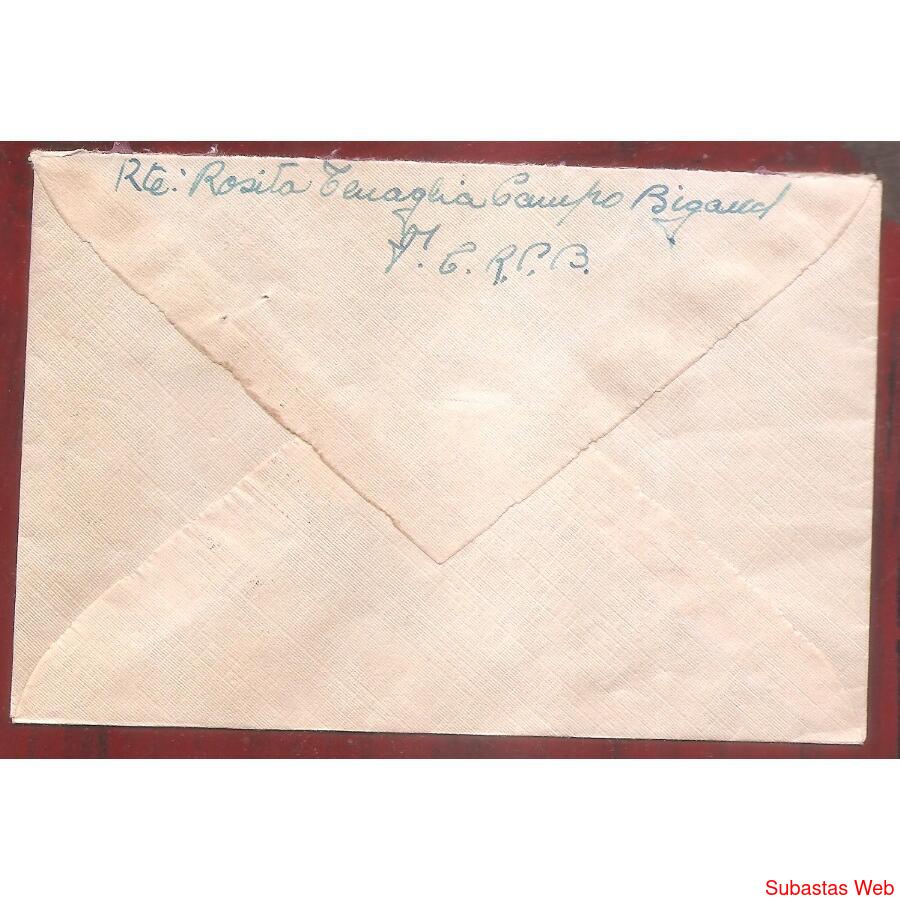 Rte: Rosita Tenaglia Campo Bigand
F. C. R. P. B.
Subastas Web